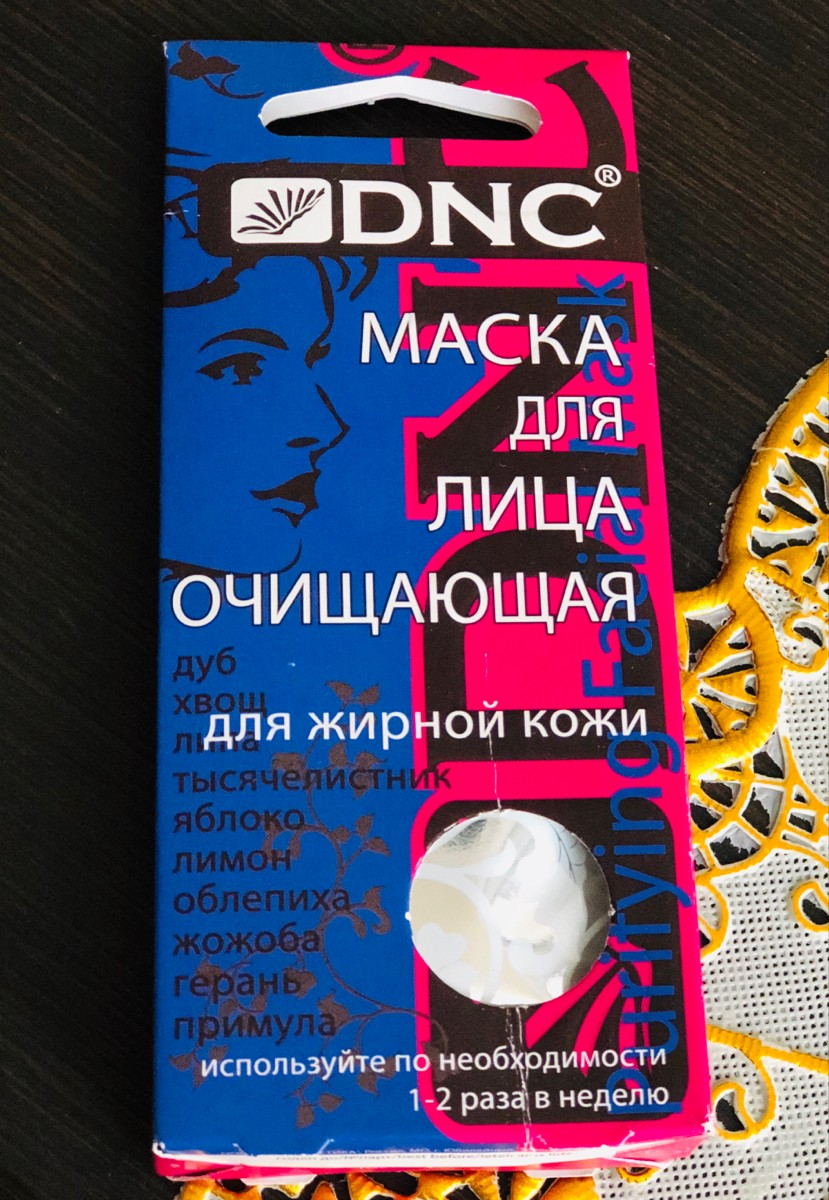 DNC®
МАСКА
ДЛЯ
ЛИЦА
ОЧИЩАЮЩАЯ
дуб
хвощ
липа
для жирной кожи
тысячелистник
яблоко
лимон
облепиха
жожоба
герань
примула
используйте по необходимости
1-2 раза в неделю
Purifying Facial Mask
DNC